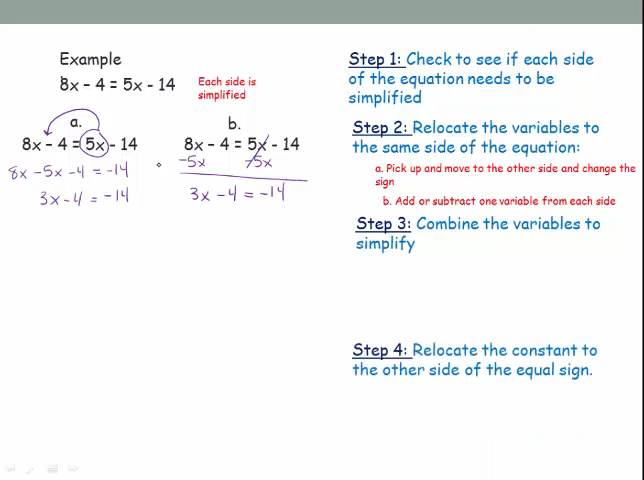 Example
8x – 4 = 5x - 14
Each side is
simplified
a.
8x – 4 = 5x - 14
8x - 5x - 4 = -14
3x - 4 = -14
b.
8x – 4 = 5x - 14
-5x -5x
3x - 4 = -14
Step 1: Check to see if each side
of the equation needs to be
simplified
Step 2: Relocate the variables to
the same side of the equation:
a. Pick up and move to the other side and change the
sign
b. Add or subtract one variable from each side
Step 3: Combine the variables to
simplify
Step 4: Relocate the constant to
the other side of the equal sign.